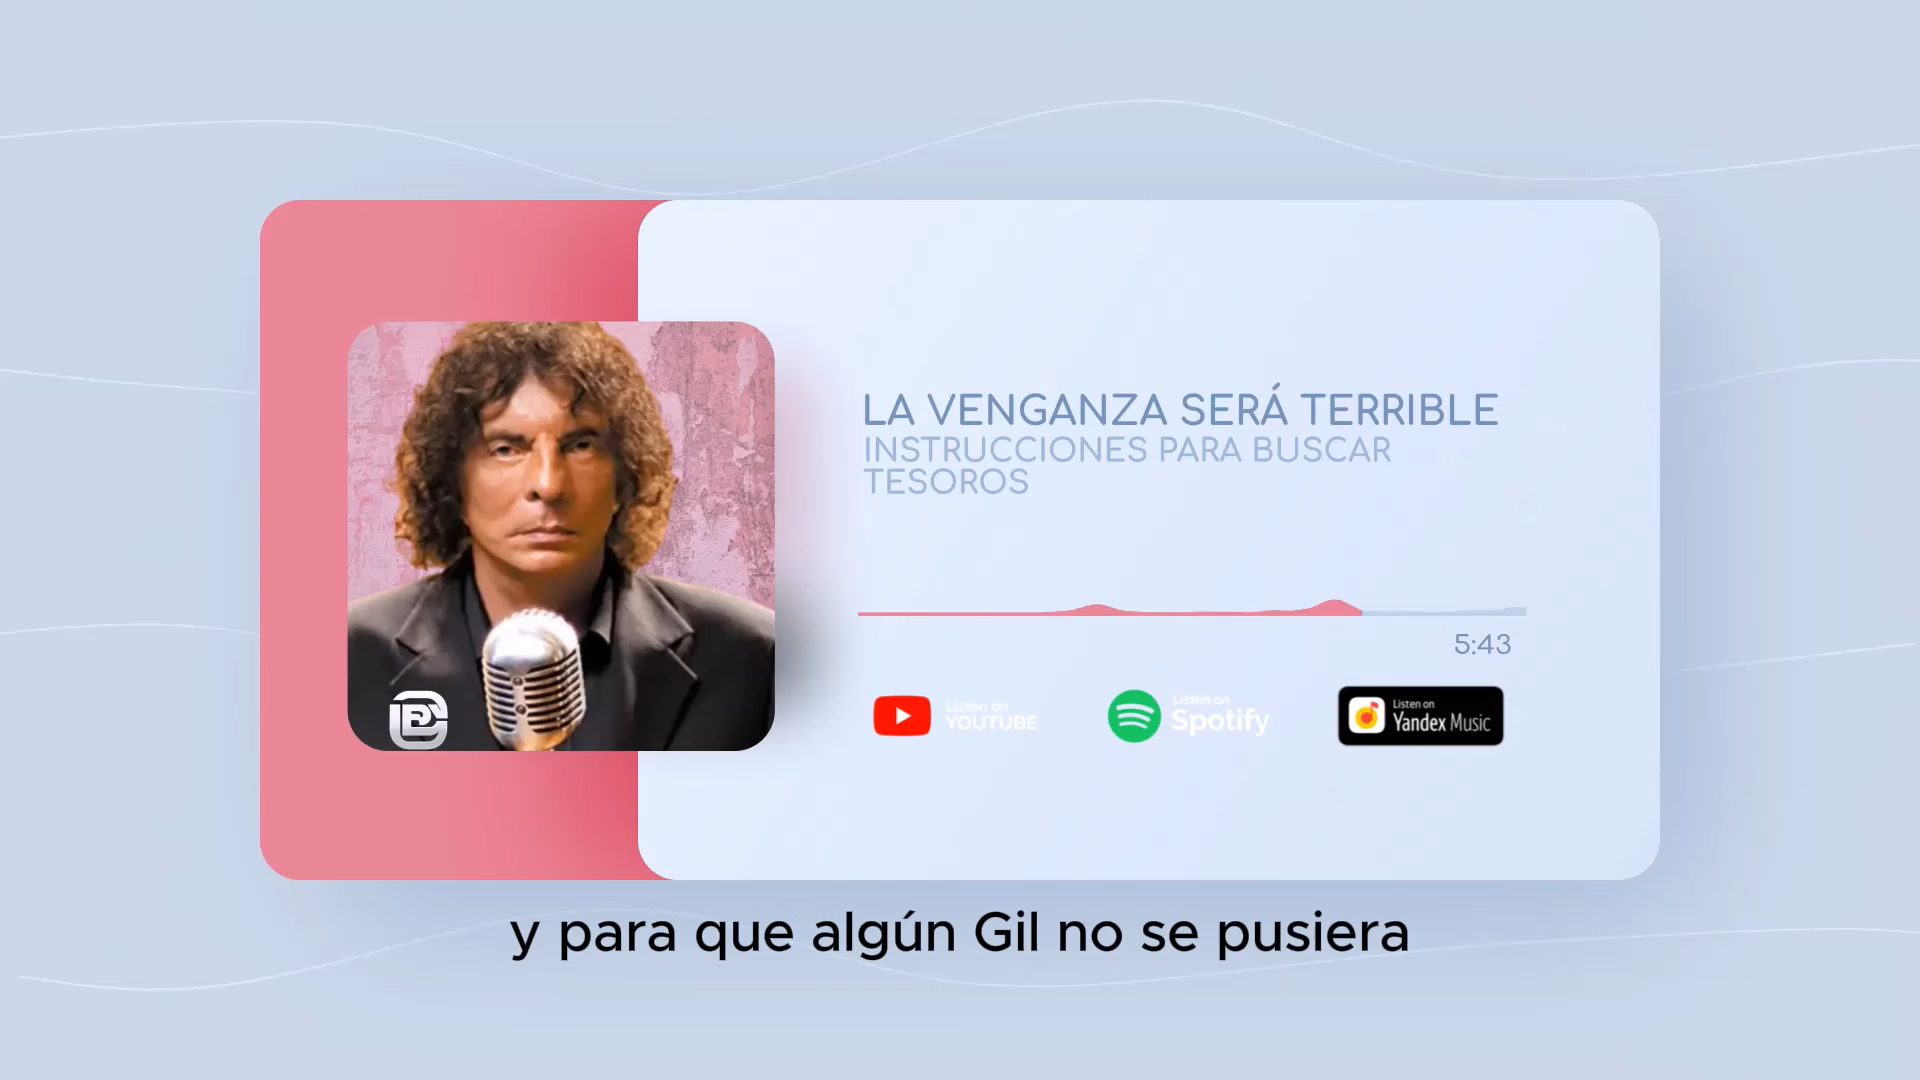 LA VENGANZA SERÁ TERRIBLE
INSTRUCCIONES PARA BUSCAR
TESOROS
5:43
Listen on
YOUTUBE
Listen on
Spotify
Listen on
Yandex Music
y para que algún Gil no se pusiera